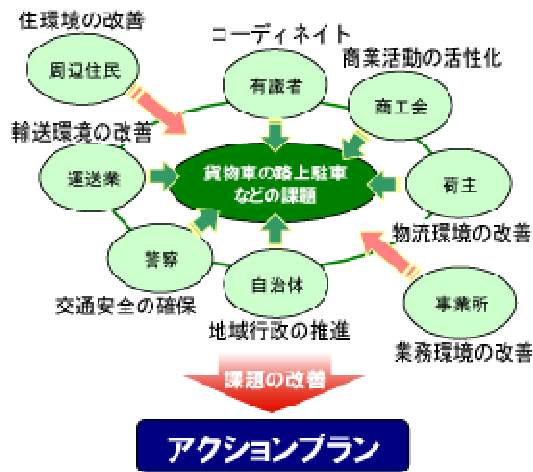 住環境の改善
周辺住民
コーディネイト
有識者
商業活動の活性化
商工会
輸送環境の改善
運送業
貨物車の路上駐車
などの課題
荷主
物流環境の改善
警察
交通安全の確保
自治体
地域行政の推進
事業所
業務環境の改善
課題の改善
アクションプラン